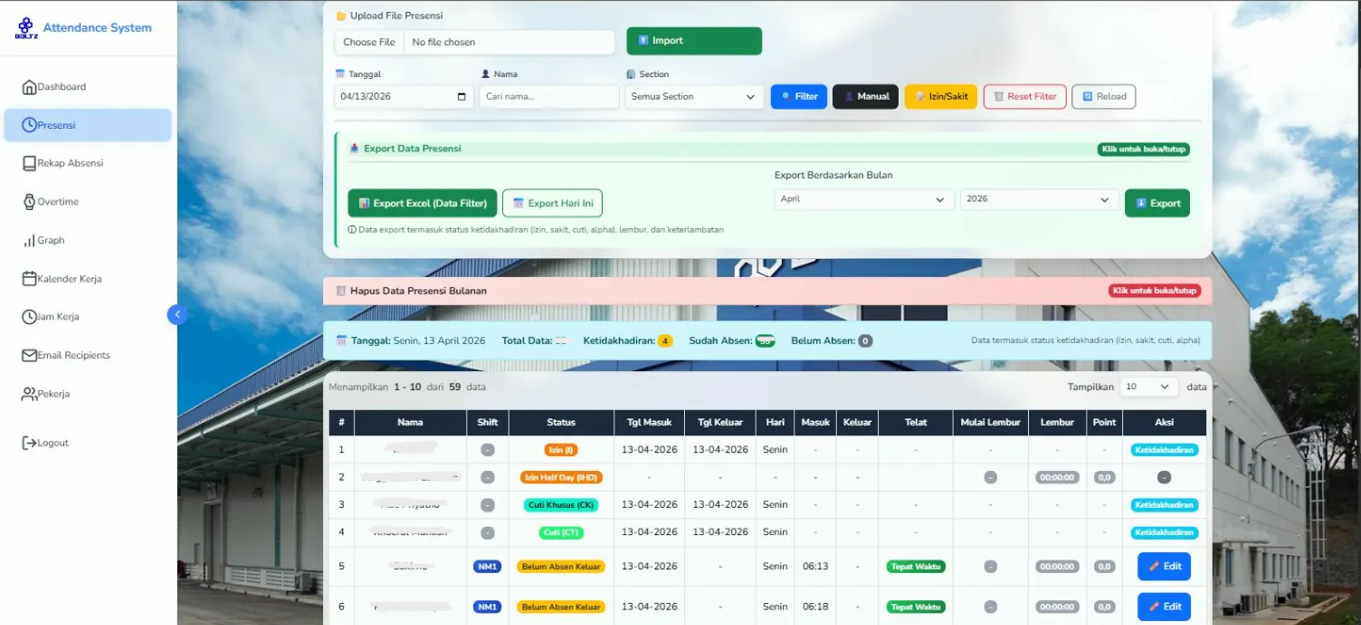 BOLTZ Attendance System
Dashboard
Presensi
Rekap Absensi
Overtime
Graph
Kalender Kerja
Jam Kerja
Email Recipients
Pekerja
Logout
Upload File Presensi
Choose File No file chosen Import
Tanggal Nama Section
04/13/2026 Cari nama... Semua Section Filter Manual Izin/Sakit Reset Filter Reload
Export Data Presensi Klik untuk buka/tutup
Export Berdasarkan Bulan
Export Excel (Data Filter) Export Hari Ini April 2026 Export
Data export termasuk status ketidakhadiran (izin, sakit, cuti, alpha), lembur, dan keterlambatan
Hapus Data Presensi Bulanan Klik untuk buka/tutup
Tanggal: Senin, 13 April 2026 Total Data: Ketidakhadiran: 4 Sudah Absen: Belum Absen: 0 Data termasuk status ketidakhadiran (izin, sakit, cuti, alpha)
Menampilkan 1 - 10 dari 59 data Tampilkan 10 data
# Nama Shift Status Tgl Masuk Tgl Keluar Hari Masuk Keluar Telat Mulai Lembur Lembur Point Aksi
1 - Izin (I) 13-04-2026 13-04-2026 Senin - - - - - - Ketidakhadiran
2 - Izin Half Day (IHD) - - - - - - 00:00:00 0,0 -
3 - Cuti Khusus (CK) 13-04-2026 13-04-2026 Senin - - - - - - Ketidakhadiran
4 - Cuti (CT) 13-04-2026 13-04-2026 Senin - - - - - - Ketidakhadiran
5 NM1 Belum Absen Keluar 13-04-2026 - Senin 06:13 - Tepat Waktu - 00:00:00 0,0 Edit
6 NM1 Belum Absen Keluar 13-04-2026 - Senin 06:18 - Tepat Waktu - 00:00:00 0,0 Edit